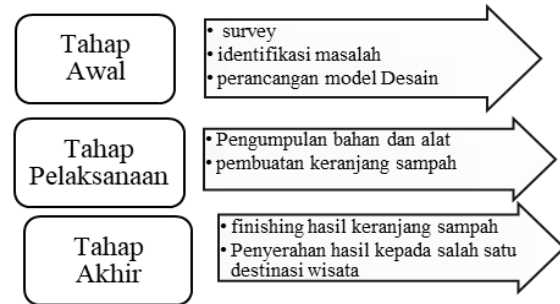 Tahap
Awal
• survey
• identifikasi masalah
• perancangan model Desain
Tahap
Pelaksanaan
• Pengumpulan bahan dan alat
• pembuatan keranjang sampah
Tahap
Akhir
• finishing hasil keranjang sampah
• Penyerahan hasil kepada salah satu
destinasi wisata